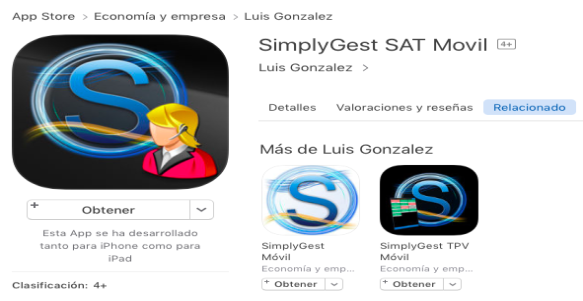 App Store > Economía y empresa > Luis Gonzalez
SimplyGest SAT Movil 4+
Luis Gonzalez >
Detalles Valoraciones y reseñas Relacionado
+ Obtener
Esta App se ha desarrollado
tanto para iPhone como para
iPad
Clasificación: 4+
Más de Luis Gonzalez
SimplyGest
Móvil
Economía y emp...
+ Obtener
SimplyGest TPV
Móvil
Economía y emp...
+ Obtener